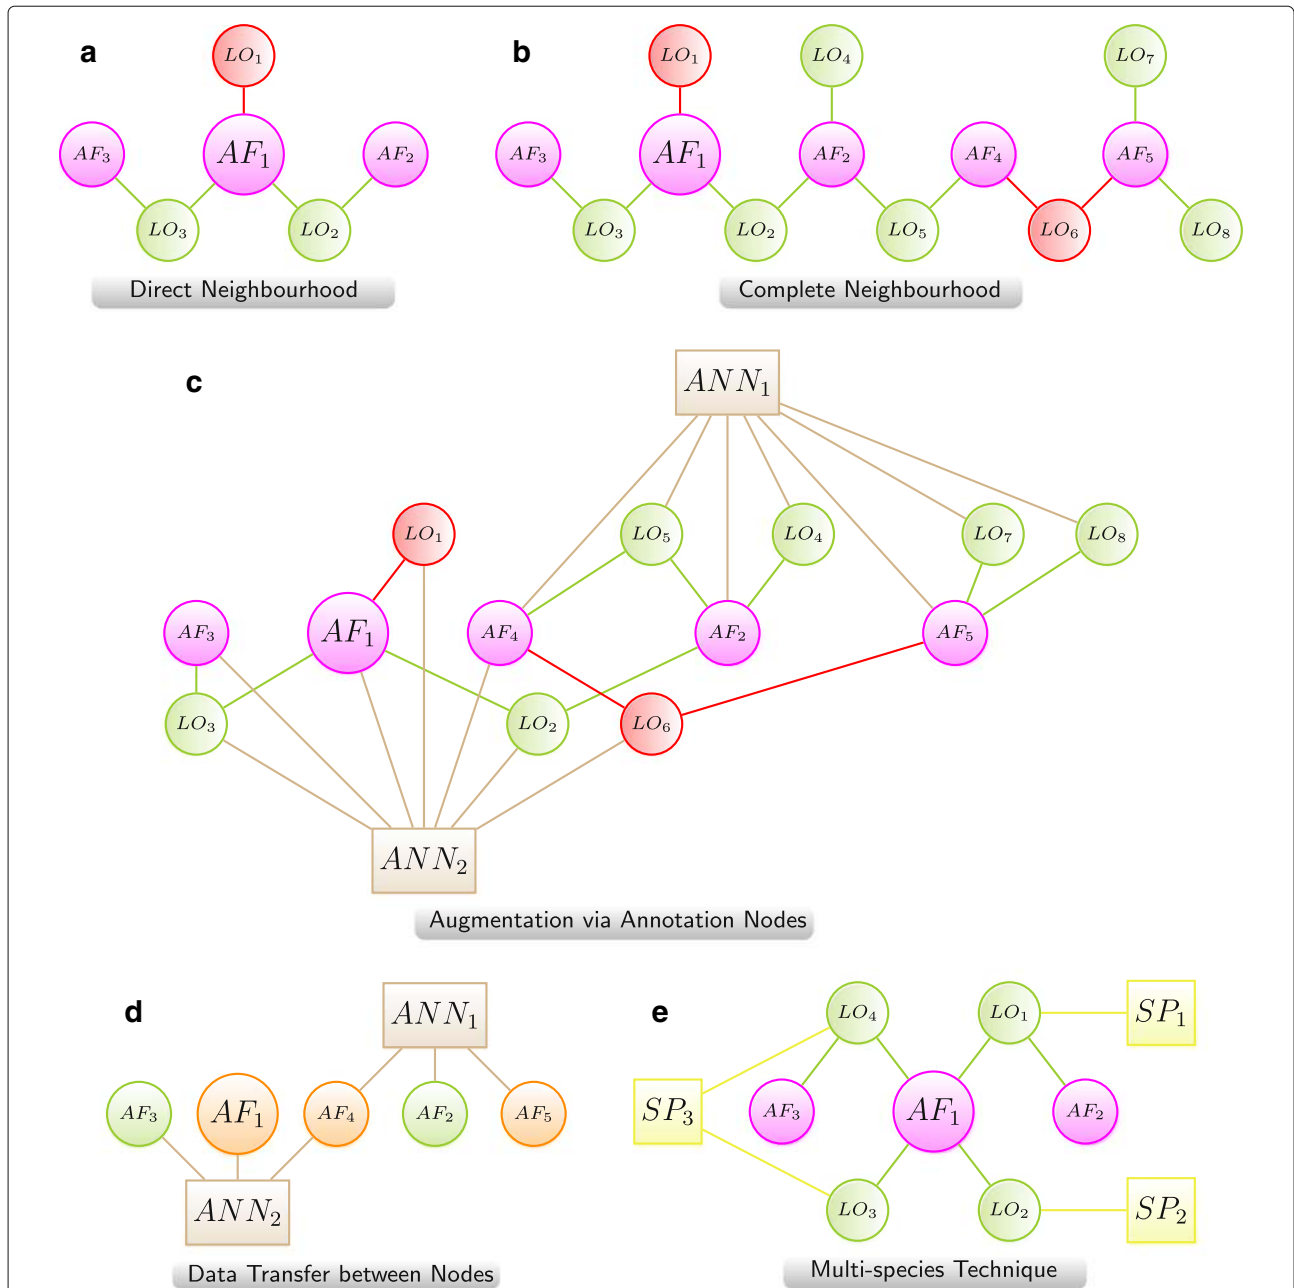 a
LO₁
AF₃
AF₁
AF₂
LO₃
LO₂
Direct Neighbourhood
b
LO₁
LO₄
LO₇
AF₃
AF₁
AF₂
AF₄
AF₅
LO₃
LO₂
LO₅
LO₆
LO₈
Complete Neighbourhood
c
ANN₁
LO₁
LO₅
LO₄
LO₇
LO₈
AF₃
AF₁
AF₄
AF₂
AF₅
LO₃
LO₂
LO₆
ANN₂
Augmentation via Annotation Nodes
d
ANN₁
AF₃
AF₁
AF₄
AF₂
AF₅
ANN₂
Data Transfer between Nodes
e
LO₄
LO₁
SP₁
SP₃
AF₃
AF₁
AF₂
LO₃
LO₂
SP₂
Multi-species Technique